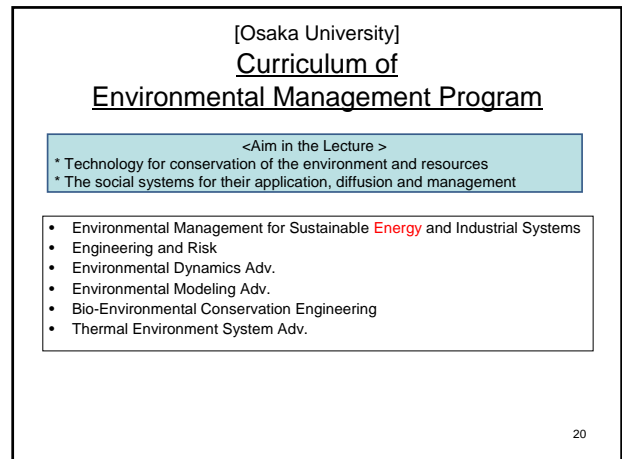 [Osaka University]
Curriculum of
Environmental Management Program
<Aim in the Lecture >
* Technology for conservation of the environment and resources
* The social systems for their application, diffusion and management
• Environmental Management for Sustainable Energy and Industrial Systems
• Engineering and Risk
• Environmental Dynamics Adv.
• Environmental Modeling Adv.
• Bio-Environmental Conservation Engineering
• Thermal Environment System Adv.
20